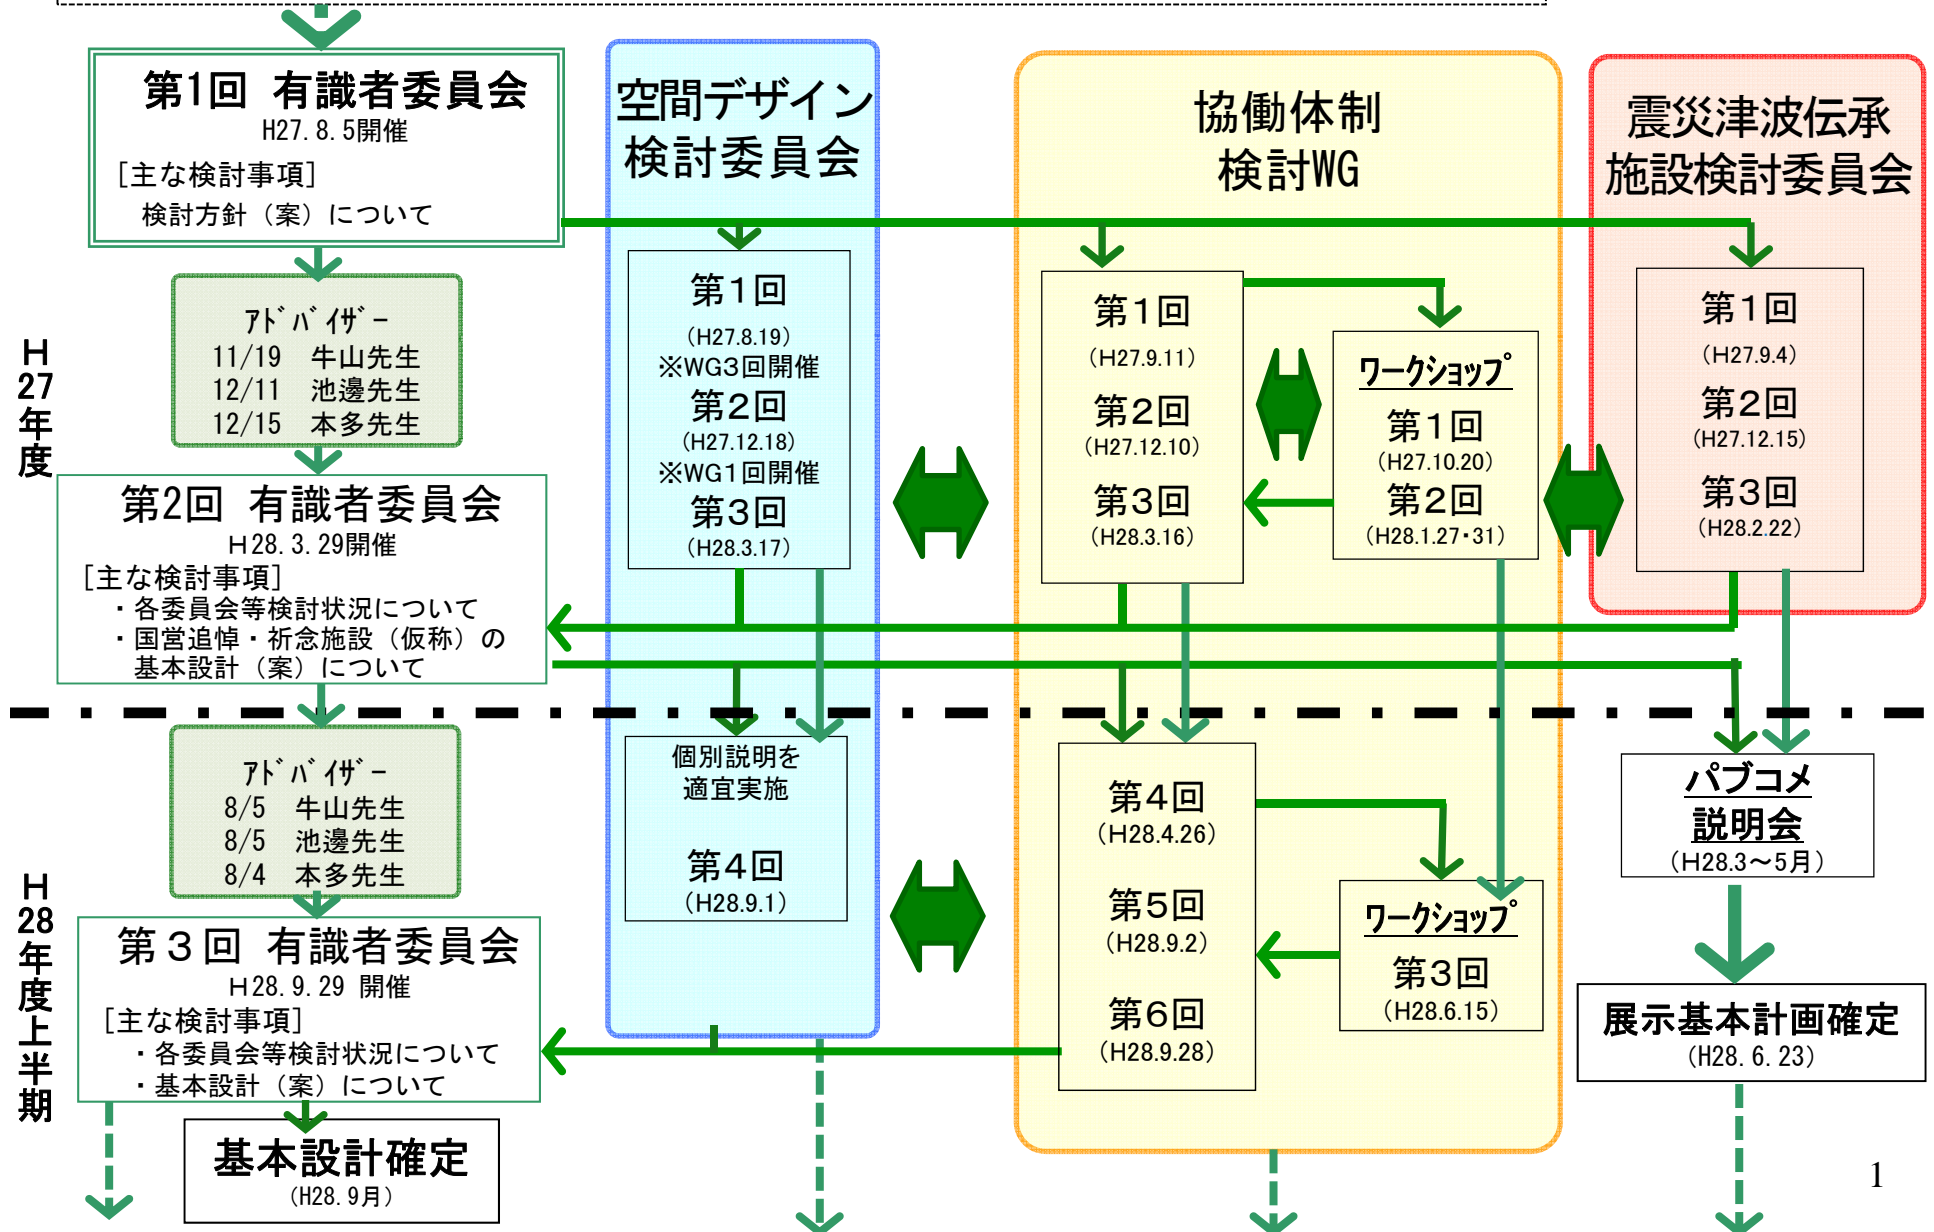 第1回 有識者委員会
H27.8.5開催
[主な検討事項]
検討方針（案）について
ｱﾄﾞﾊﾞｲｻﾞｰ
11/19 牛山先生
12/11 池邊先生
12/15 本多先生
第2回 有識者委員会
H28.3.29開催
[主な検討事項]
・各委員会等検討状況について
・国営追悼・祈念施設（仮称）の
基本設計（案）について
ｱﾄﾞﾊﾞｲｻﾞｰ
8/5 牛山先生
8/5 池邊先生
8/4 本多先生
第３回 有識者委員会
H28.9.29 開催
[主な検討事項]
・各委員会等検討状況について
・基本設計（案）について
基本設計確定
(H28.9月)
H
27
年
度
H
28
年
度
上
半
期
空間デザイン
検討委員会
第１回
(H27.8.19)
※WG3回開催
第２回
(H27.12.18)
※WG1回開催
第３回
(H28.3.17)
個別説明を
適宜実施
第４回
(H28.9.1)
協働体制
検討WG
第１回
(H27.9.11)
第２回
(H27.12.10)
第３回
(H28.3.16)
ワークショップ
第１回
(H27.10.20)
第２回
(H28.1.27・31)
第４回
(H28.4.26)
第５回
(H28.9.2)
第６回
(H28.9.28)
ワークショップ
第３回
(H28.6.15)
震災津波伝承
施設検討委員会
第１回
(H27.9.4)
第２回
(H27.12.15)
第３回
(H28.2.22)
パブコメ
説明会
(H28.3～5月)
展示基本計画確定
(H28.6.23)
1